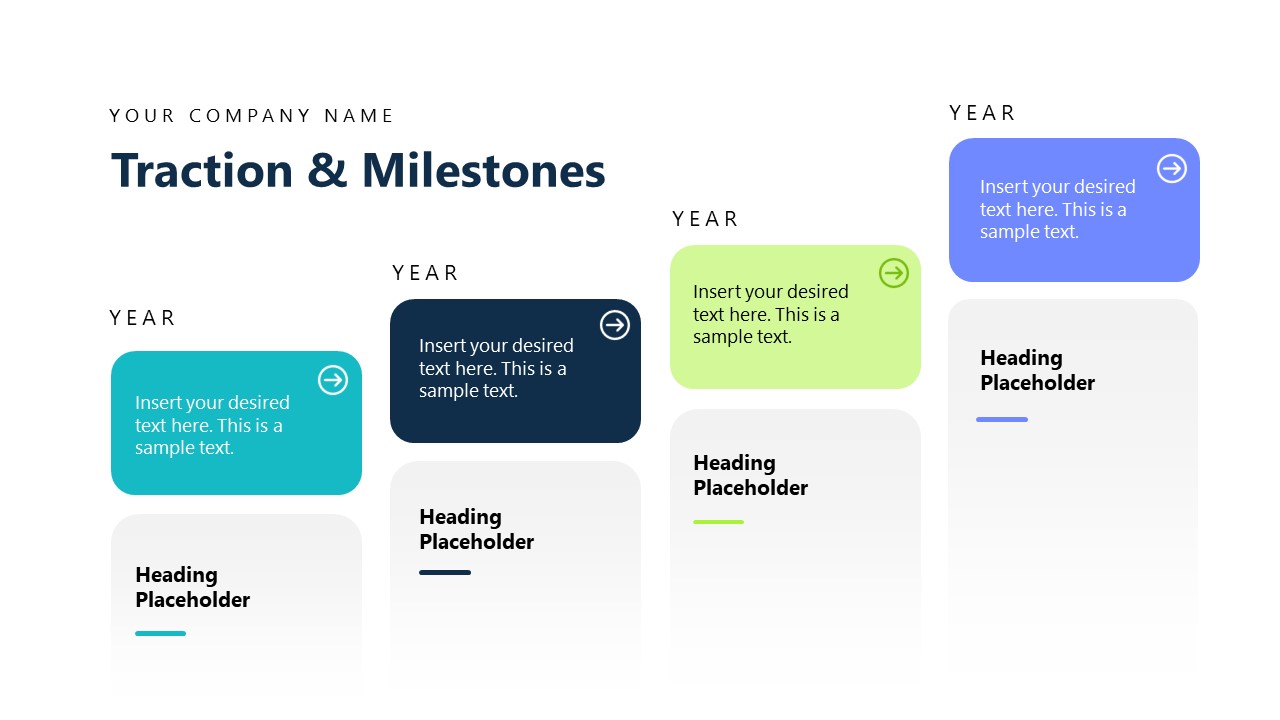 YOUR COMPANY NAME
Traction & Milestones
YEAR
Insert your desired
text here. This is a
sample text.
Heading
Placeholder
YEAR
Insert your desired
text here. This is a
sample text.
Heading
Placeholder
YEAR
Insert your desired
text here. This is a
sample text.
Heading
Placeholder
YEAR
Insert your desired
text here. This is a
sample text.
Heading
Placeholder